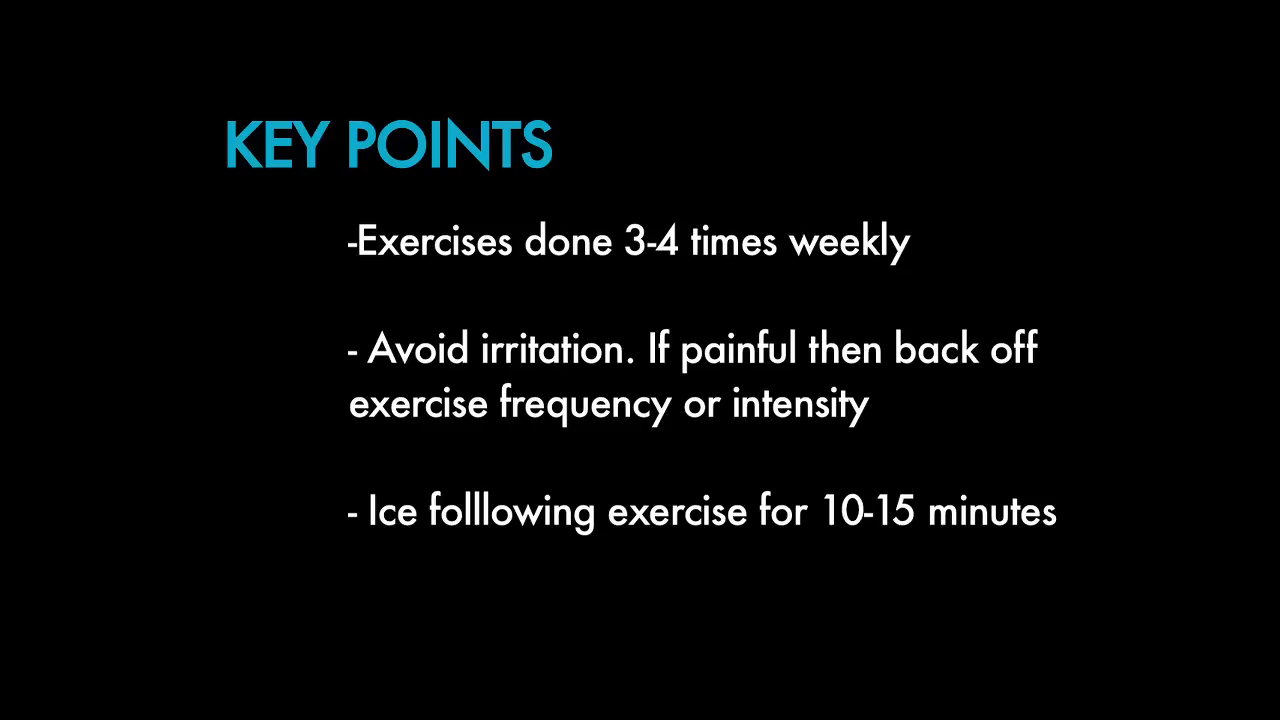 KEY POINTS
-Exercises done 3-4 times weekly
- Avoid irritation. If painful then back off
exercise frequency or intensity
- Ice folllowing exercise for 10-15 minutes